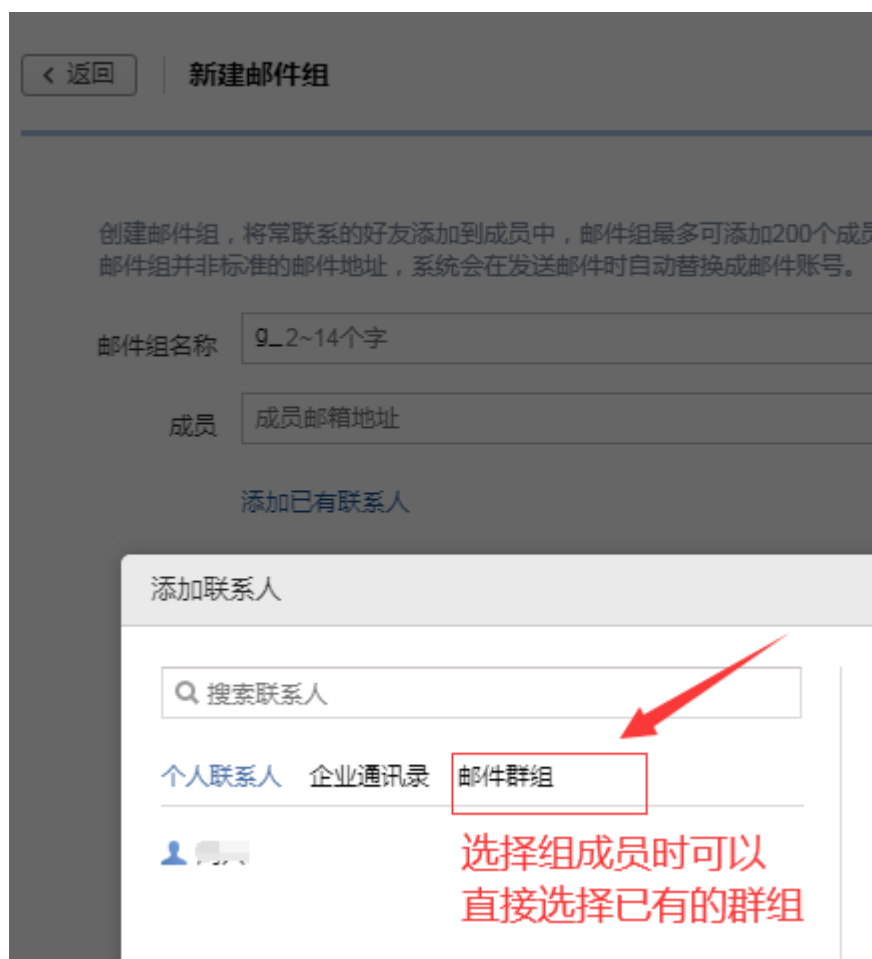 返回
新建邮件组
创建邮件组，将常联系的好友添加到成员中，邮件组最多可添加200个成员
邮件组并非标准的邮件地址，系统会在发送邮件时自动替换成邮件账号。
邮件组名称
g_2~14个字
成员
成员邮箱地址
添加已有联系人
添加联系人
搜索联系人
个人联系人 企业通讯录 邮件群组
选择组成员时可以
直接选择已有的群组